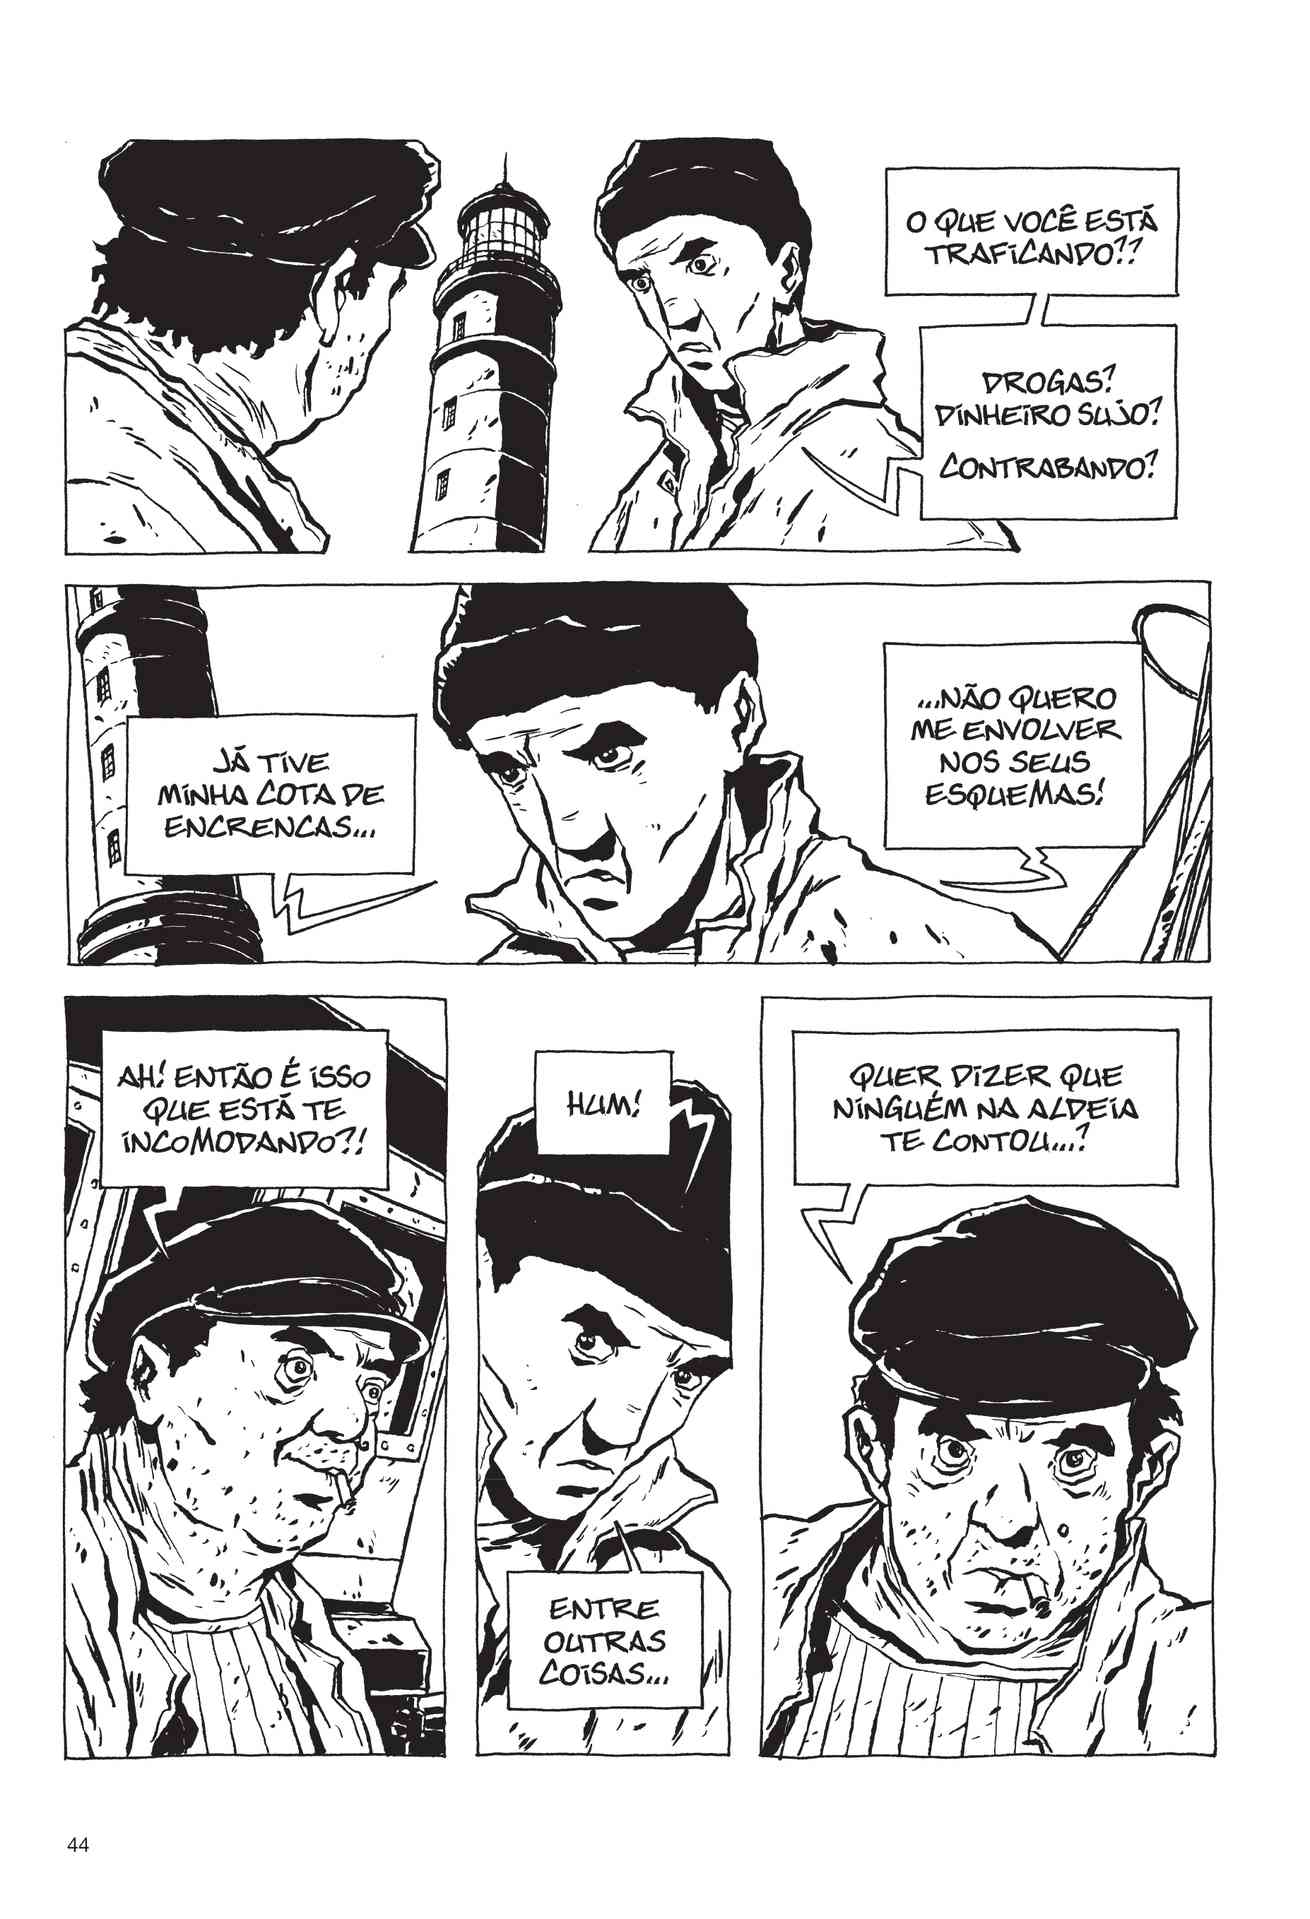 O QUE VOCÊ ESTÁ
TRAFICANDO??
DROGAS?
DINHEIRO SUJO?
CONTRABANDO?
JÁ TIVE
MINHA COTA DE
ENCRENCAS...
...NÃO QUERO
ME ENVOLVER
NOS SEUS
ESQUEMAS!
AH! ENTÃO É ISSO
QUE ESTÁ TE
INCOMODANDO?!
HUM!
ENTRE
OUTRAS
COISAS...
QUER DIZER QUE
NINGUÉM NA ALDEIA
TE CONTOU...?
44